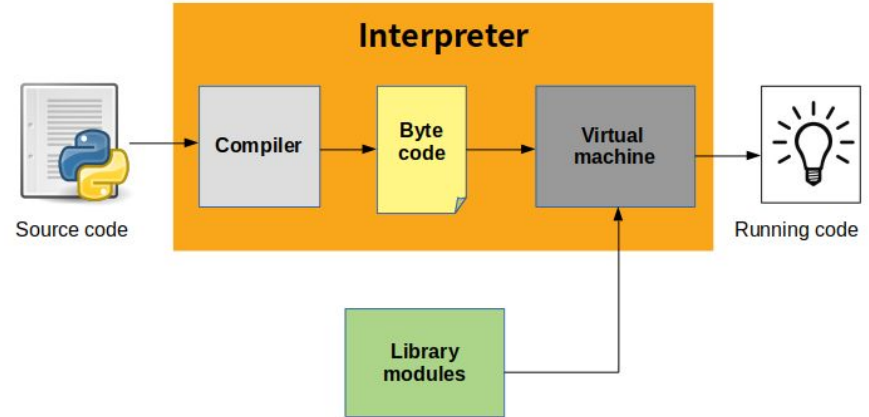 Interpreter
Source code
Compiler
Byte
code
Virtual
machine
Running code
Library
modules